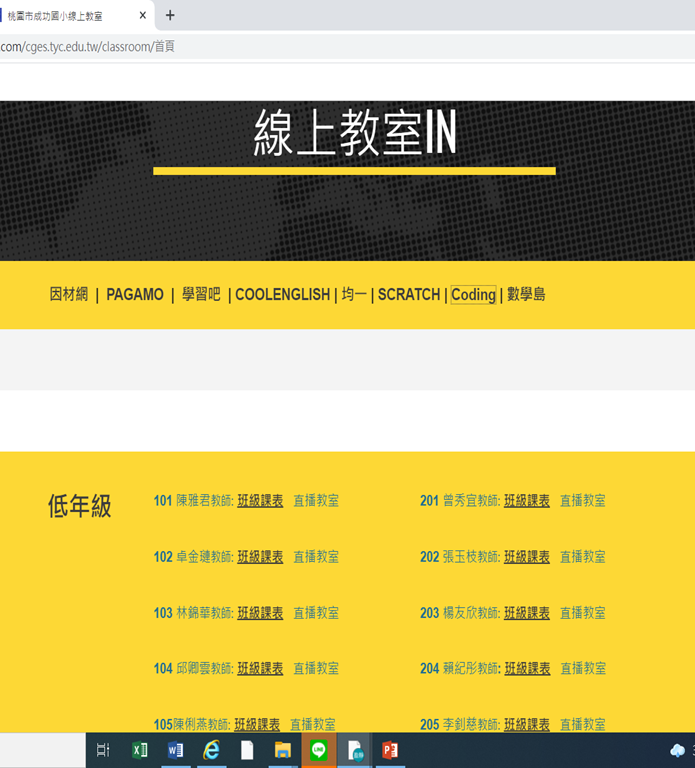 桃園市成功國小線上教室
.com/cges.tyc.edu.tw/classroom/首頁
線上教室IN
因材網 | PAGAMO | 學習吧 | COOLENGLISH | 均一 | SCRATCH | Coding | 數學島
低年級
101 陳雅君教師: 班級課表 直播教室 201 曾秀宜教師: 班級課表 直播教室
102 卓金璉教師: 班級課表 直播教室 202 張玉枝教師: 班級課表 直播教室
103 林錦華教師: 班級課表 直播教室 203 楊友欣教師: 班級課表 直播教室
104 邱卿雲教師: 班級課表 直播教室 204 賴紀彤教師: 班級課表 直播教室
105陳俐燕教師: 班級課表 直播教室 205 李釗慈教師: 班級課表 直播教室